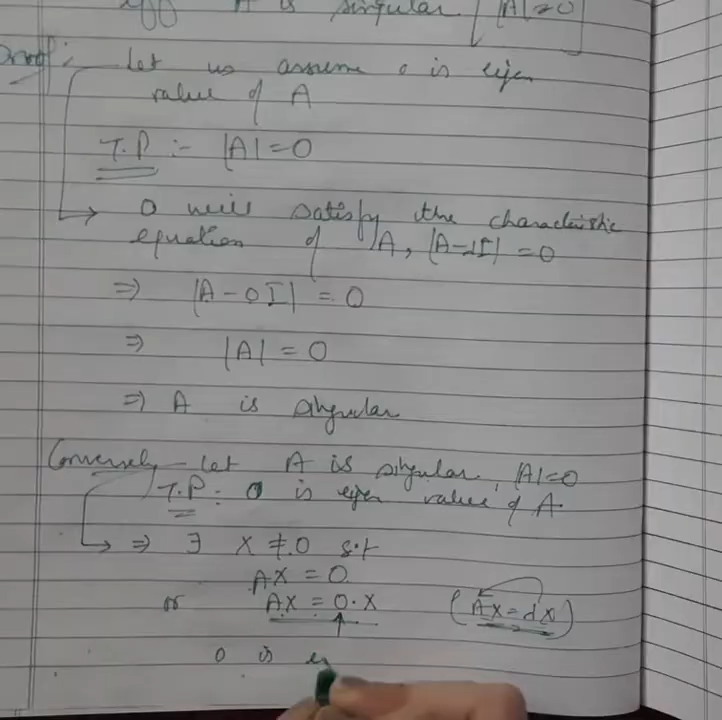 iff A is singular |A|=0
Proof :- Let us assume 0 is eigen
value of A
T.P :- |A|=0
0 will satisfy the characteristic
equation of A, |A-λI| = 0
⇒ |A-0I| = 0
⇒ |A| = 0
⇒ A is singular
Conversely - Let A is singular, |A|=0
T.P : 0 is eigen value of A.
⇒ ∃ X ≠ 0 s.t
AX = 0
or AX = 0·X (AX=λX)
0 is